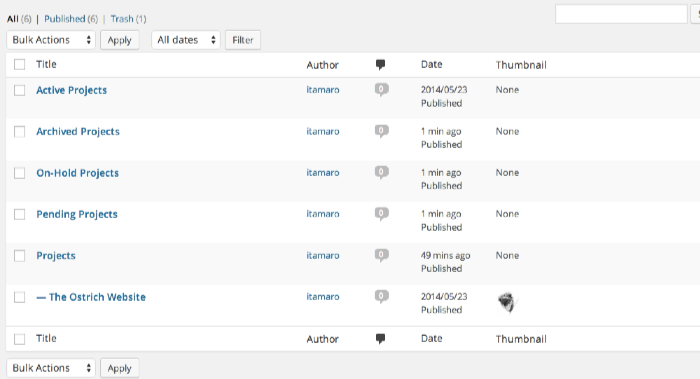 All (6) | Published (6) | Trash (1)
Bulk Actions Apply All dates Filter
Title Author Date Thumbnail
Active Projects itamaro 0 2014/05/23 None
Published
Archived Projects itamaro 0 1 min ago None
Published
On-Hold Projects itamaro 0 1 min ago None
Published
Pending Projects itamaro 0 1 min ago None
Published
Projects itamaro 0 49 mins ago None
Published
— The Ostrich Website itamaro 0 2014/05/23
Published
Title Author Date Thumbnail
Bulk Actions Apply